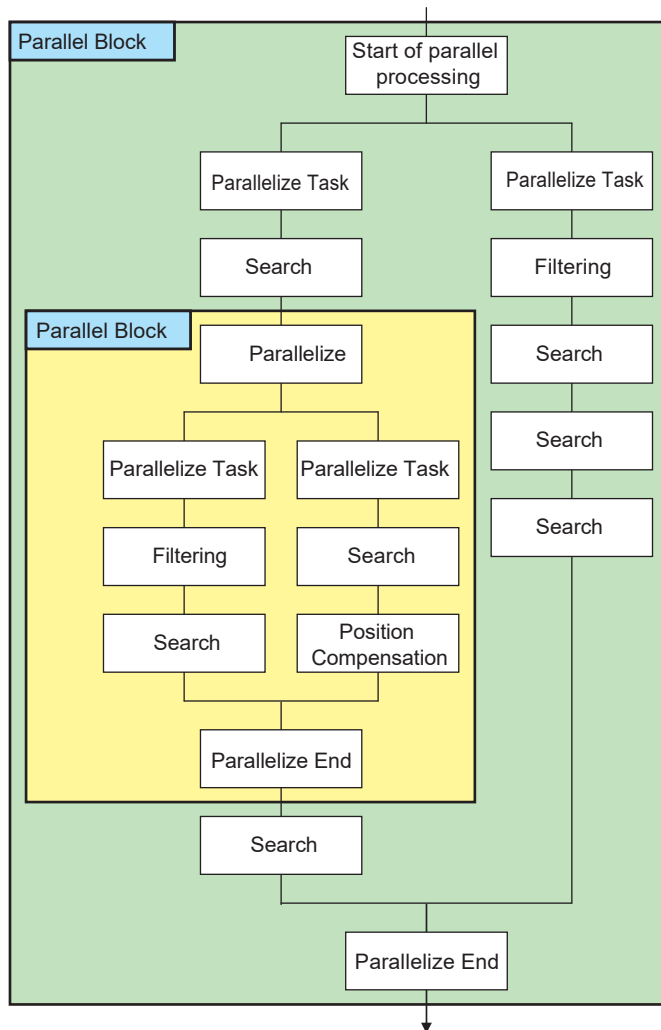 Parallel Block
Start of parallel
processing
Parallelize Task
Parallelize Task
Search
Filtering
Parallel Block
Parallelize
Search
Parallelize Task
Parallelize Task
Search
Filtering
Search
Search
Search
Position
Compensation
Parallelize End
Search
Parallelize End